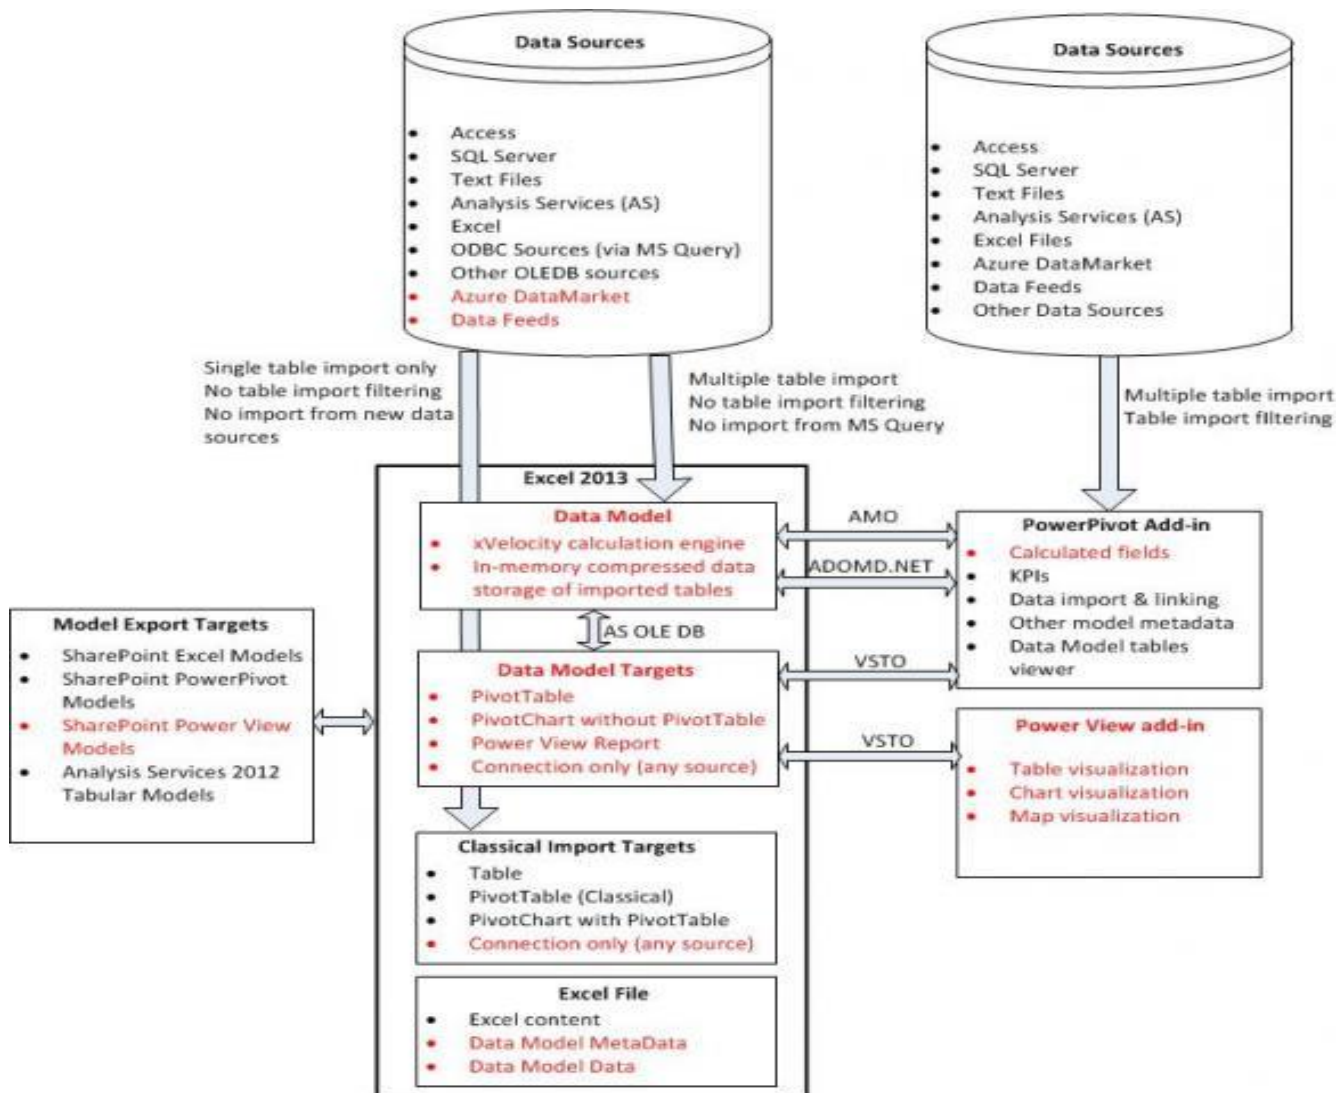 Data Sources
• Access
• SQL Server
• Text Files
• Analysis Services (AS)
• Excel
• ODBC Sources (via MS Query)
• Other OLEDB sources
• Azure DataMarket
• Data Feeds
Data Sources
• Access
• SQL Server
• Text Files
• Analysis Services (AS)
• Excel Files
• Azure DataMarket
• Data Feeds
• Other Data Sources
Single table import only
No table import filtering
No import from new data
sources
Multiple table import
No table import filtering
No import from MS Query
Multiple table import
Table import filtering
Excel 2013
Data Model
• xVelocity calculation engine
• In-memory compressed data
storage of imported tables
AMO
ADOMD.NET
PowerPivot Add-in
• Calculated fields
• KPIs
• Data import & linking
• Other model metadata
• Data Model tables
viewer
AS OLE DB
Model Export Targets
• SharePoint Excel Models
• SharePoint PowerPivot
Models
• SharePoint Power View
Models
• Analysis Services 2012
Tabular Models
Data Model Targets
• PivotTable
• PivotChart without PivotTable
• Power View Report
• Connection only (any source)
VSTO
VSTO
Power View add-in
• Table visualization
• Chart visualization
• Map visualization
Classical Import Targets
• Table
• PivotTable (Classical)
• PivotChart with PivotTable
• Connection only (any source)
Excel File
• Excel content
• Data Model MetaData
• Data Model Data